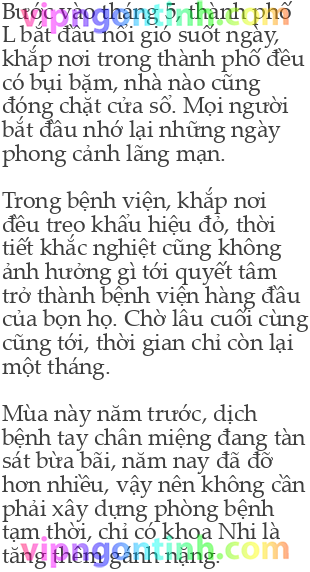 Bước vào tháng 5, thành phố
L bắt đầu nổi gió suốt ngày,
khắp nơi trong thành phố đều
có bụi bặm, nhà nào cũng
đóng chặt cửa sổ. Mọi người
bắt đầu nhớ lại những ngày
phong cảnh lãng mạn.
Trong bệnh viện, khắp nơi
đều treo khẩu hiệu đỏ, thời
tiết khắc nghiệt cũng không
ảnh hưởng gì tới quyết tâm
trở thành bệnh viện hàng đầu
của bọn họ. Chờ lâu cuối cùng
cũng tới, thời gian chỉ còn lại
một tháng.
Mùa này năm trước, dịch
bệnh tay chân miệng đang tàn
sát bừa bãi, năm nay đã đỡ
hơn nhiều, vậy nên không cần
phải xây dựng phòng bệnh
tạm thời, chỉ có khoa Nhi là
tăng thêm gánh nặng.
vipngontinh.com
vipngontinh.com